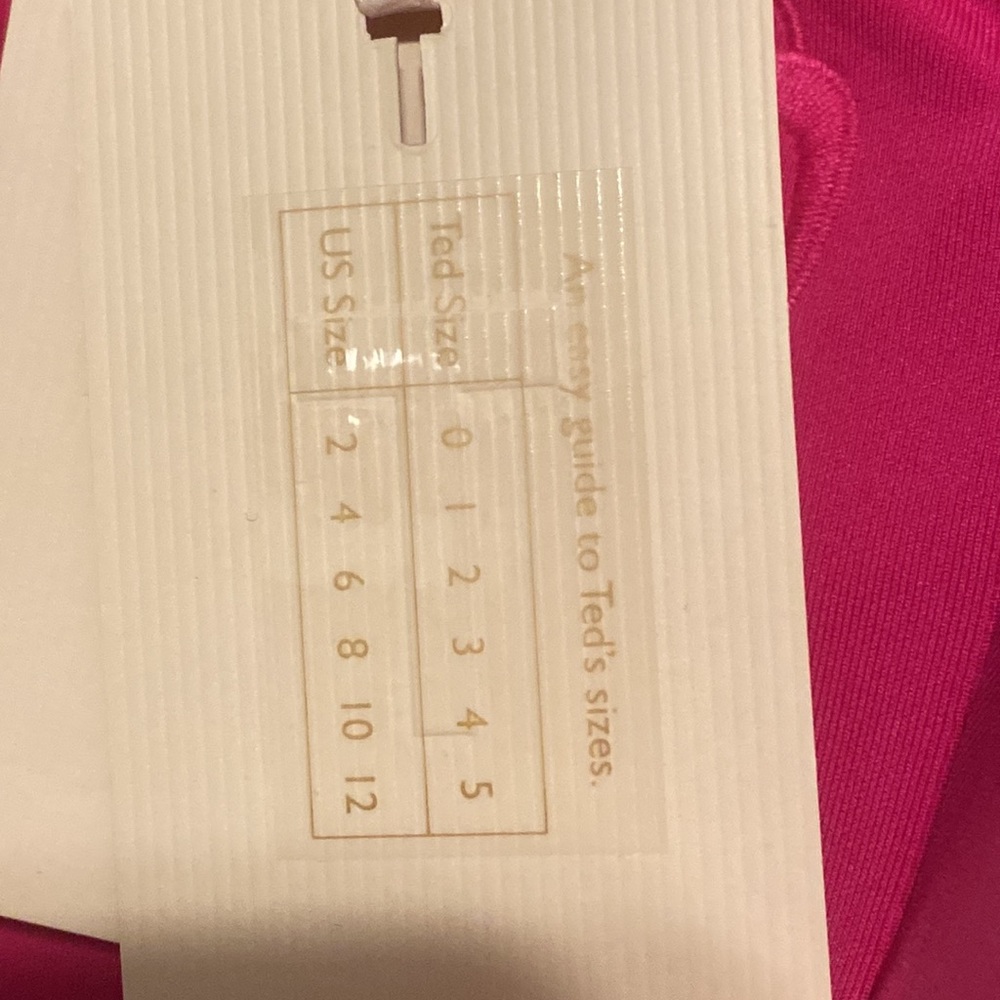 An easy guide to Ted's sizes.
Ted Size 0 1 2 3 4 5
US Size 2 4 6 8 10 12